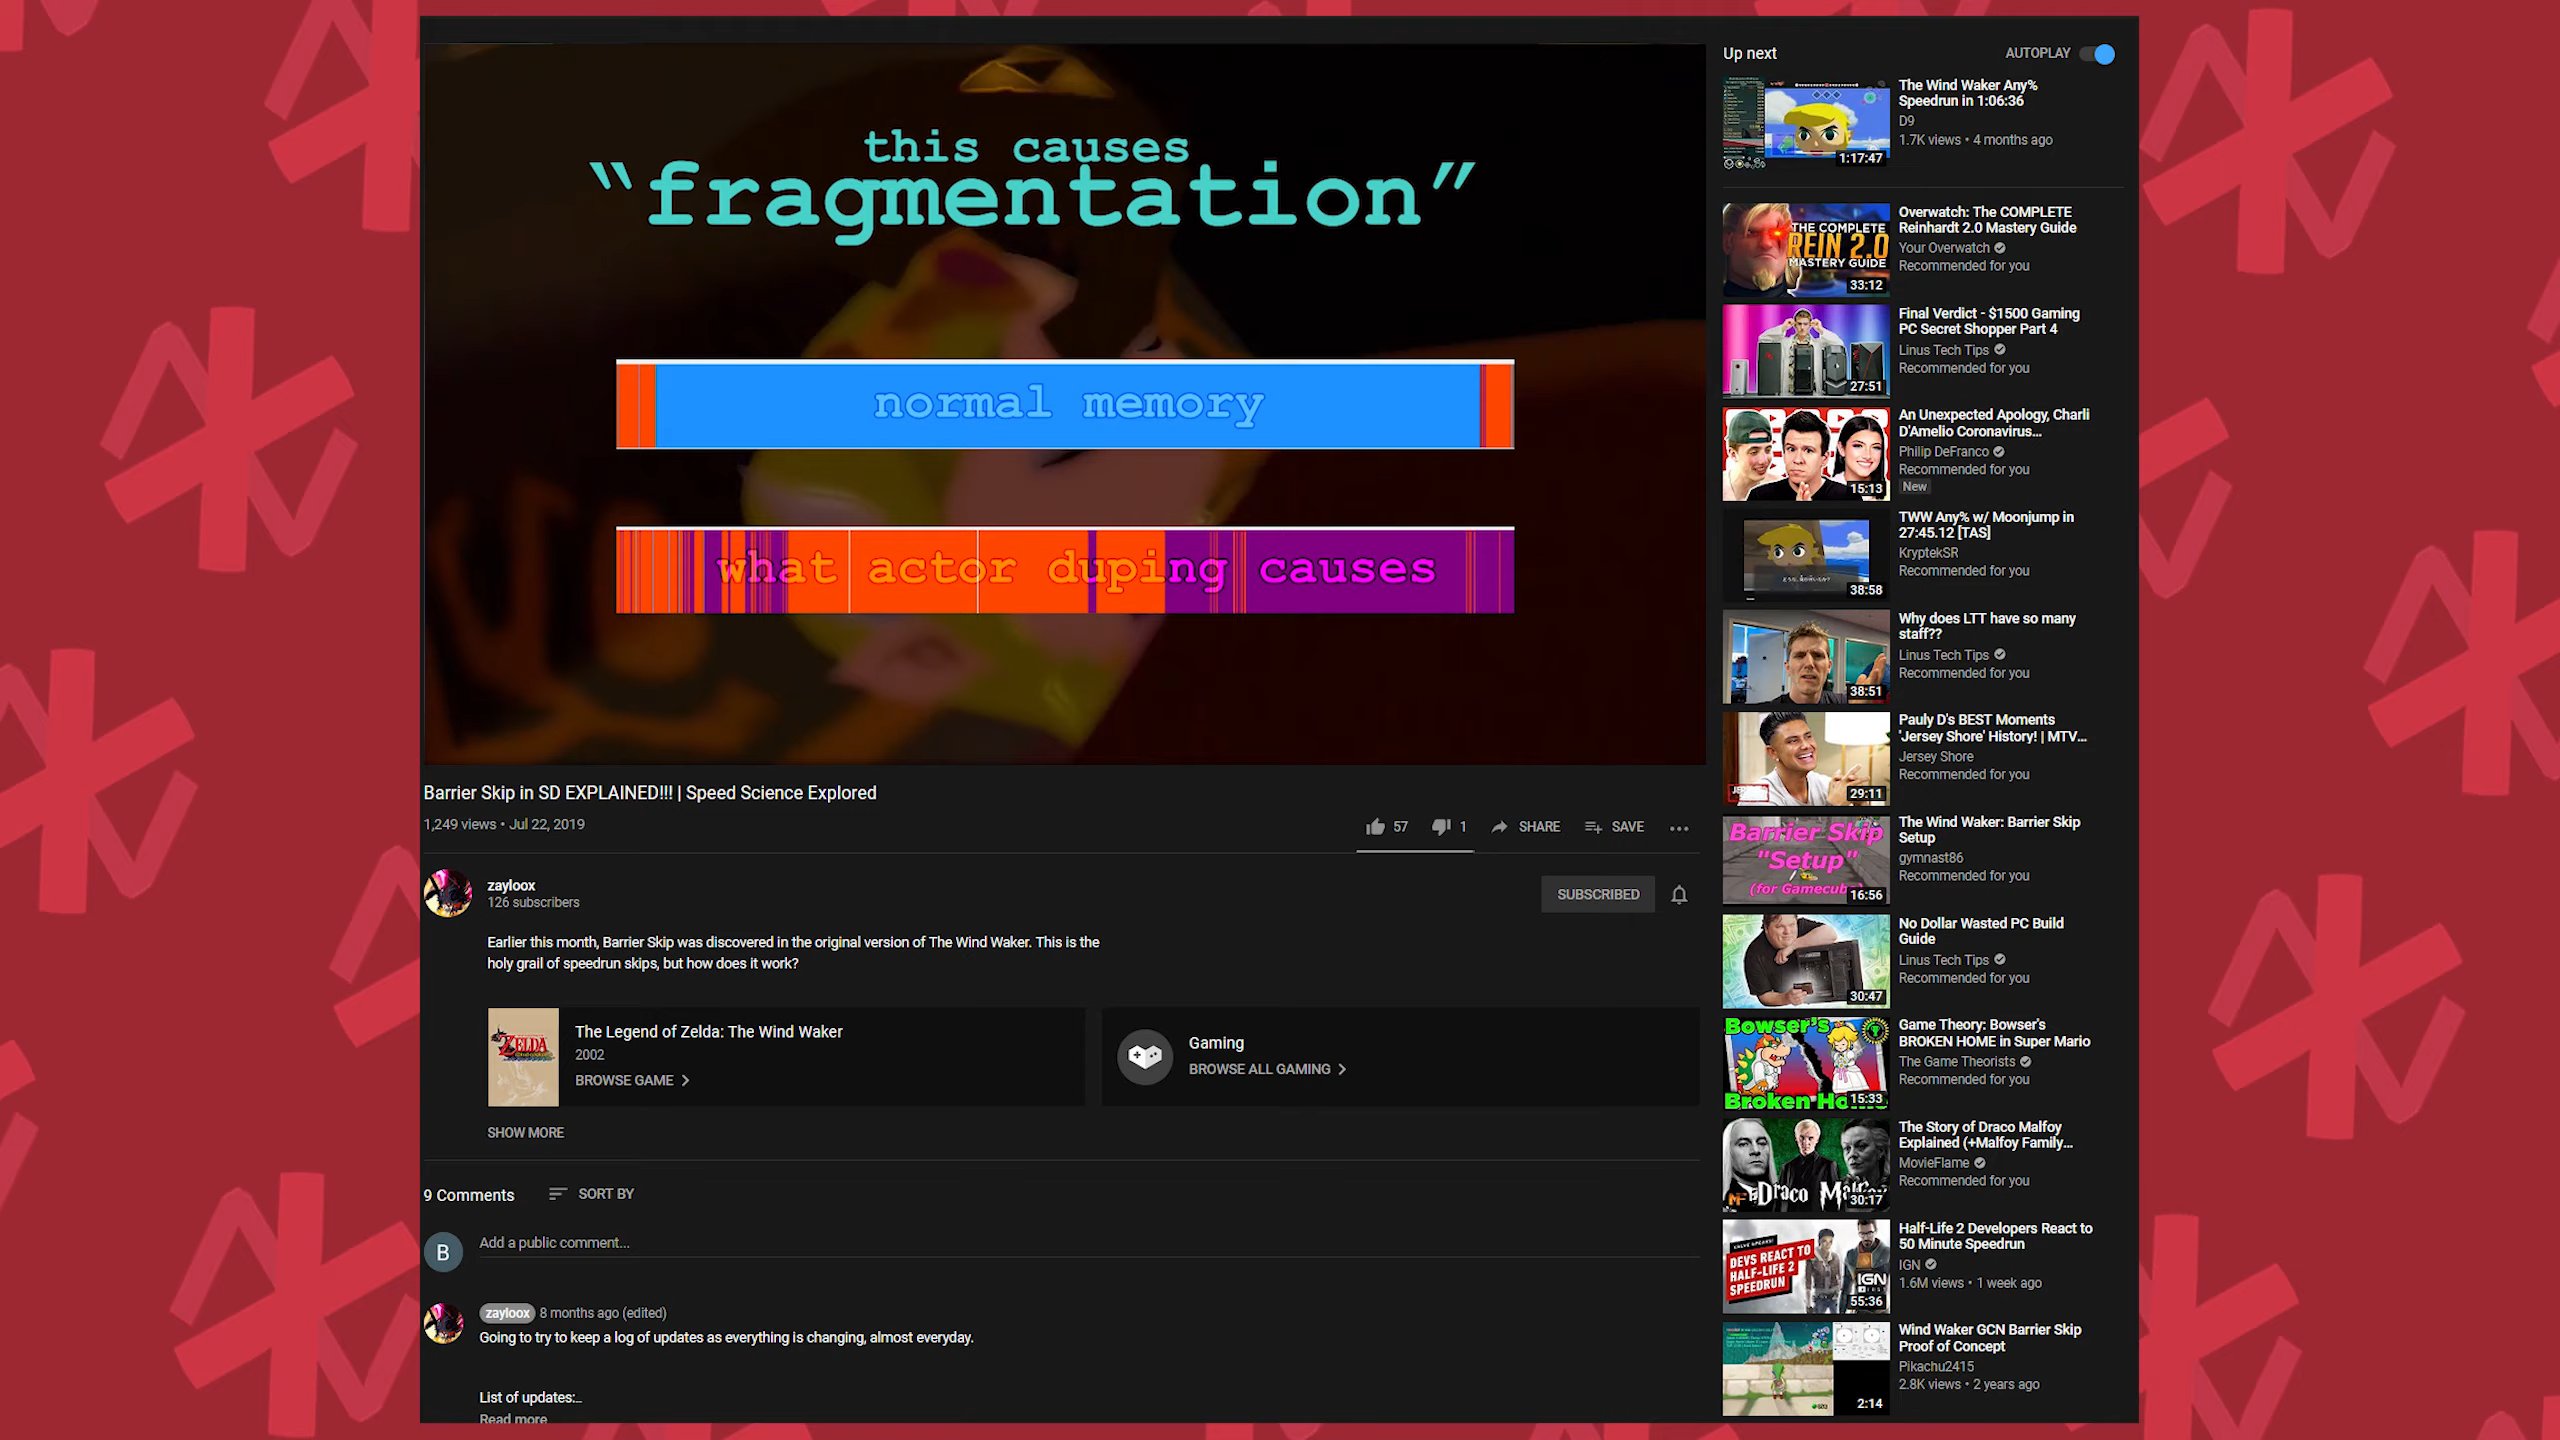 this causes
“fragmentation”
normal memory
what actor duping causes
Barrier Skip in SD EXPLAINED!!! | Speed Science Explored
1,249 views • Jul 22, 2019
57
1
SHARE
SAVE
zayloox
126 subscribers
SUBSCRIBED
Earlier this month, Barrier Skip was discovered in the original version of The Wind Waker. This is the
holy grail of speedrun skips, but how does it work?
ZELDA
The Legend of Zelda: The Wind Waker
2002
BROWSE GAME
Gaming
BROWSE ALL GAMING
SHOW MORE
9 Comments
SORT BY
B
Add a public comment...
zayloox 8 months ago (edited)
Going to try to keep a log of updates as everything is changing, almost everyday.
List of updates:..
Read more
Up next
AUTOPLAY
1:17:47
The Wind Waker Any%
Speedrun in 1:06:36
D9
1.7K views • 4 months ago
THE COMPLETE
REIN 2.0
MASTERY GUIDE
33:12
Overwatch: The COMPLETE
Reinhardt 2.0 Mastery Guide
Your Overwatch
Recommended for you
27:51
Final Verdict - $1500 Gaming
PC Secret Shopper Part 4
Linus Tech Tips
Recommended for you
15:13
An Unexpected Apology, Charli
D'Amelio Coronavirus...
Philip DeFranco
Recommended for you
New
38:58
TWW Any% w/ Moonjump in
27:45.12 [TAS]
KryptekSR
Recommended for you
38:51
Why does LTT have so many
staff??
Linus Tech Tips
Recommended for you
29:11
Pauly D's BEST Moments
'Jersey Shore' History! | MTV...
Jersey Shore
Recommended for you
Barrier Skip
"Setup"
(for Gamecube)
16:56
The Wind Waker: Barrier Skip
Setup
gymnast86
Recommended for you
30:47
No Dollar Wasted PC Build
Guide
Linus Tech Tips
Recommended for you
Bowser's
Broken Ho
15:33
Game Theory: Bowser's
BROKEN HOME in Super Mario
The Game Theorists
Recommended for you
Draco Malfoy
30:17
The Story of Draco Malfoy
Explained (+Malfoy Family...
MovieFlame
Recommended for you
VALVE SPEAKS!
DEVS REACT TO
HALF-LIFE 2
SPEEDRUN
IGN
55:36
Half-Life 2 Developers React to
50 Minute Speedrun
IGN
1.6M views • 1 week ago
2:14
Wind Waker GCN Barrier Skip
Proof of Concept
Pikachu2415
2.8K views • 2 years ago